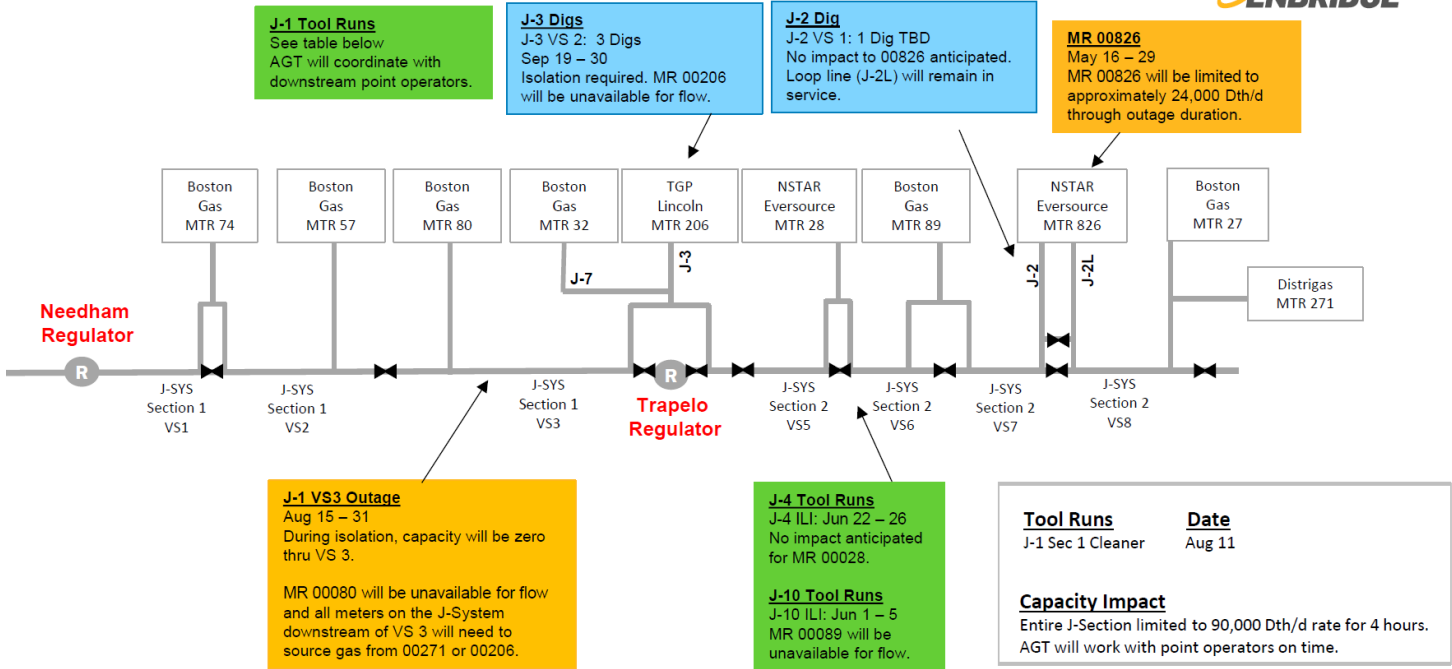 ENBRIDGE
J-1 Tool Runs
See table below
AGT will coordinate with
downstream point operators.
J-3 Digs
J-3 VS 2: 3 Digs
Sep 19 – 30
Isolation required. MR 00206
will be unavailable for flow.
J-2 Dig
J-2 VS 1: 1 Dig TBD
No impact to 00826 anticipated.
Loop line (J-2L) will remain in
service.
MR 00826
May 16 – 29
MR 00826 will be limited to
approximately 24,000 Dth/d
through outage duration.
Boston
Gas
MTR 74
Boston
Gas
MTR 57
Boston
Gas
MTR 80
Boston
Gas
MTR 32
TGP
Lincoln
MTR 206
NSTAR
Eversource
MTR 28
Boston
Gas
MTR 89
NSTAR
Eversource
MTR 826
Boston
Gas
MTR 27
J-7
J-3
J-2
J-2L
Distrigas
MTR 271
Needham
Regulator
R
R
Trapelo
Regulator
J-SYS
Section 1
VS1
J-SYS
Section 1
VS2
J-SYS
Section 1
VS3
J-SYS
Section 2
VS5
J-SYS
Section 2
VS6
J-SYS
Section 2
VS7
J-SYS
Section 2
VS8
J-1 VS3 Outage
Aug 15 – 31
During isolation, capacity will be zero
thru VS 3.
MR 00080 will be unavailable for flow
and all meters on the J-System
downstream of VS 3 will need to
source gas from 00271 or 00206.
J-4 Tool Runs
J-4 ILI: Jun 22 – 26
No impact anticipated
for MR 00028.
J-10 Tool Runs
J-10 ILI: Jun 1 – 5
MR 00089 will be
unavailable for flow.
Tool Runs Date
J-1 Sec 1 Cleaner Aug 11
Capacity Impact
Entire J-Section limited to 90,000 Dth/d rate for 4 hours.
AGT will work with point operators on time.